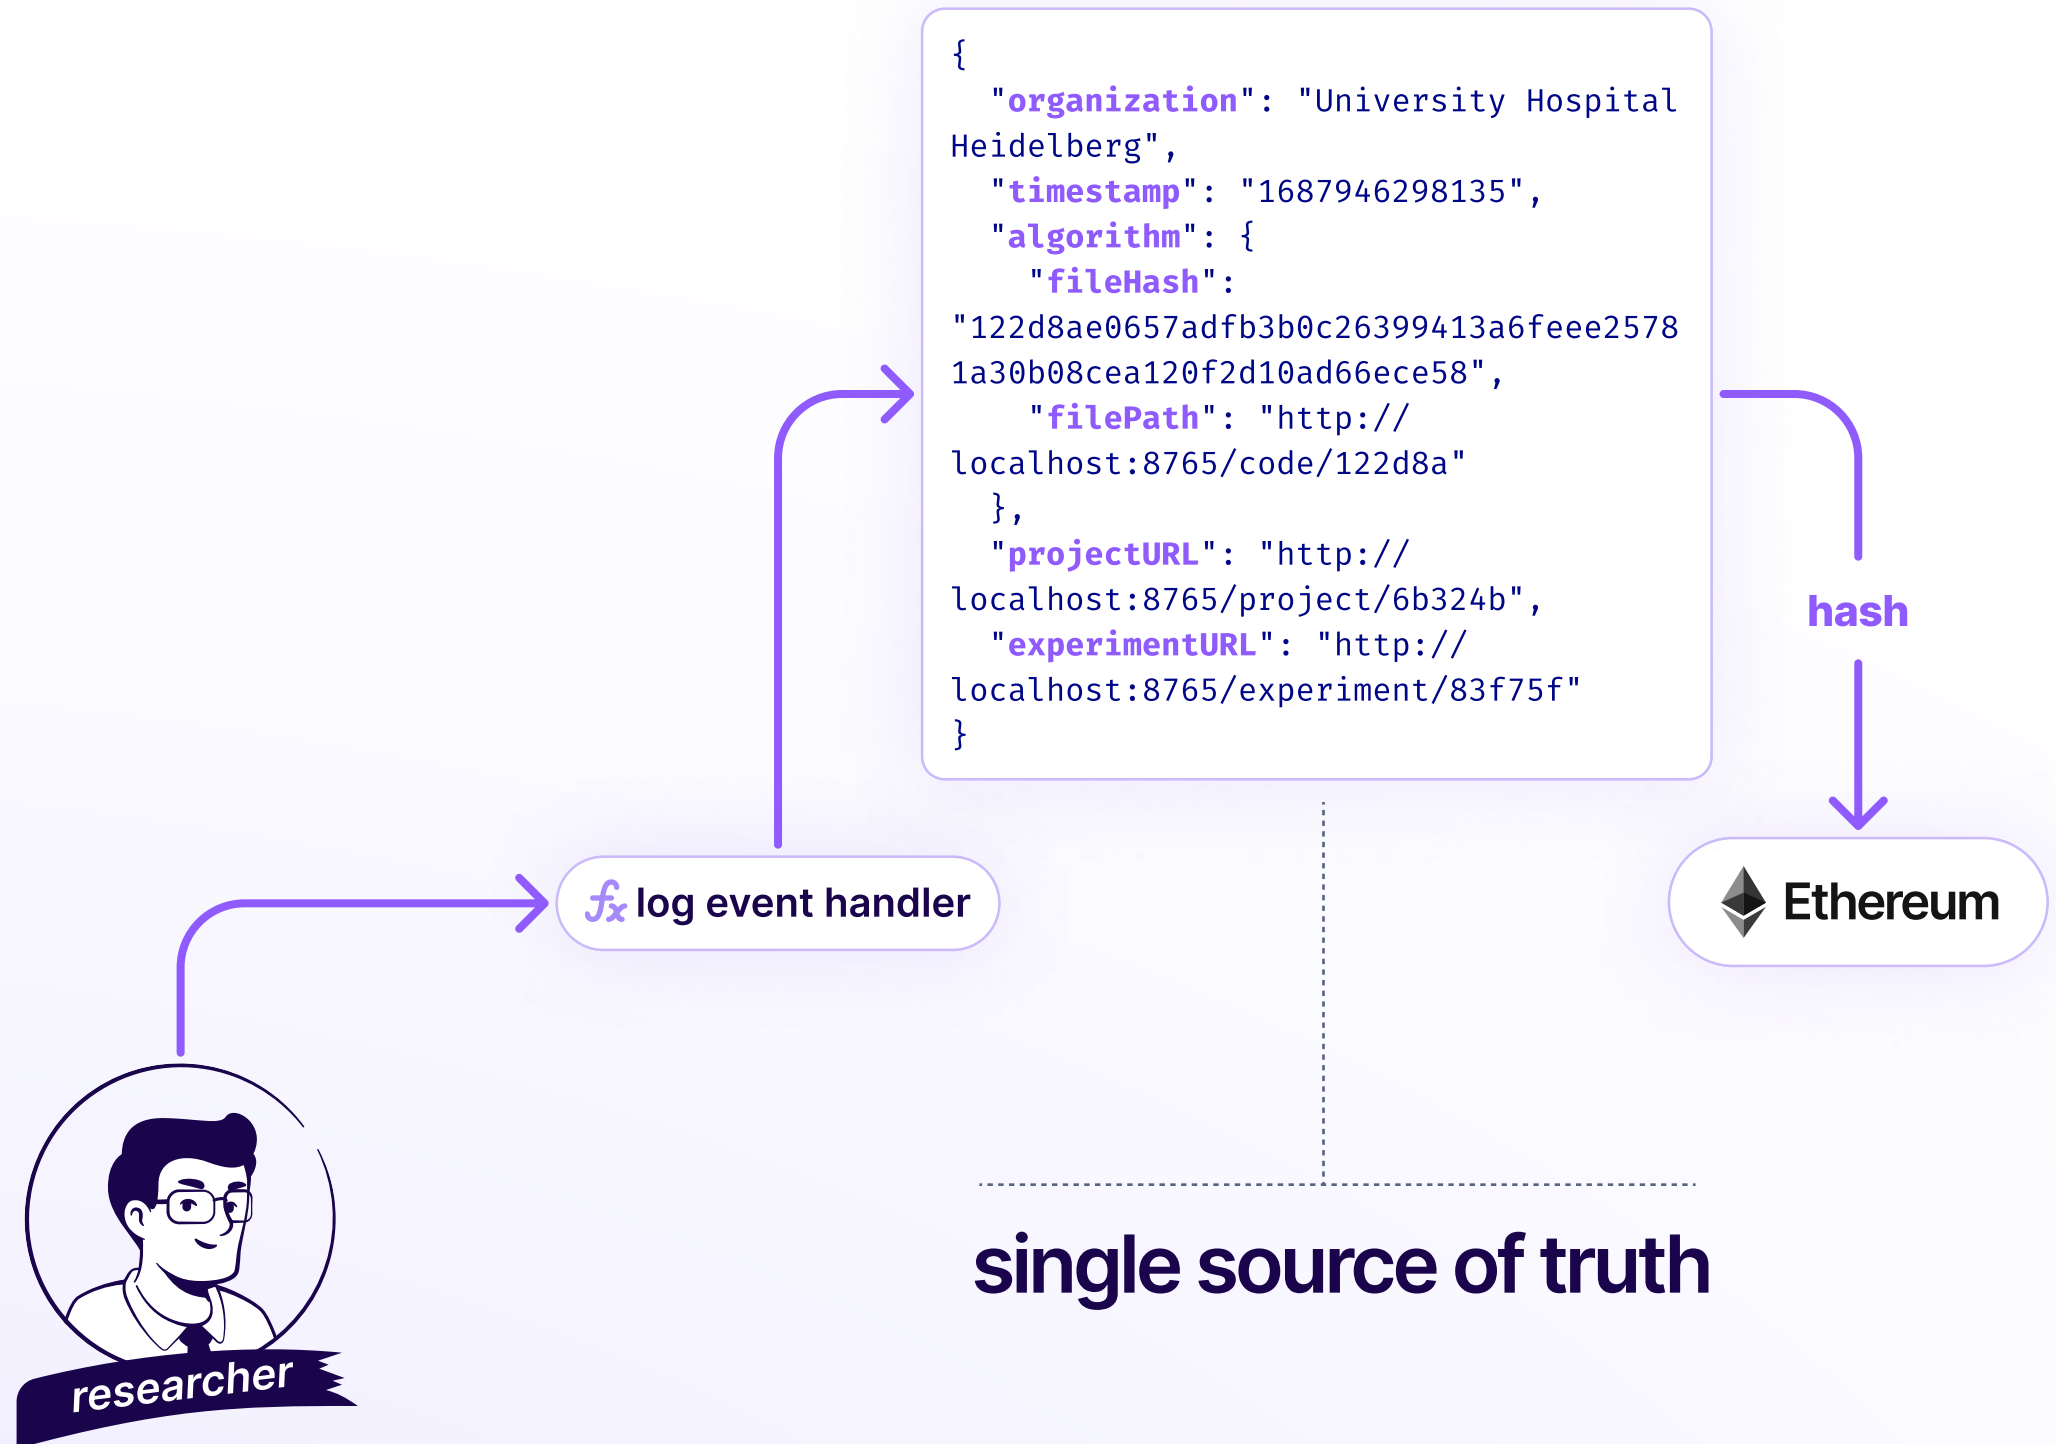 {
"organization": "University Hospital
Heidelberg",
"timestamp": "1687946298135",
"algorithm": {
"fileHash":
"122d8ae0657adfb3b0c26399413a6feee2578
1a30b08cea120f2d10ad66ece58",
"filePath": "http://
localhost:8765/code/122d8a"
},
"projectURL": "http://
localhost:8765/project/6b324b",
"experimentURL": "http://
localhost:8765/experiment/83f75f"
}
hash
fx log event handler
Ethereum
single source of truth
researcher